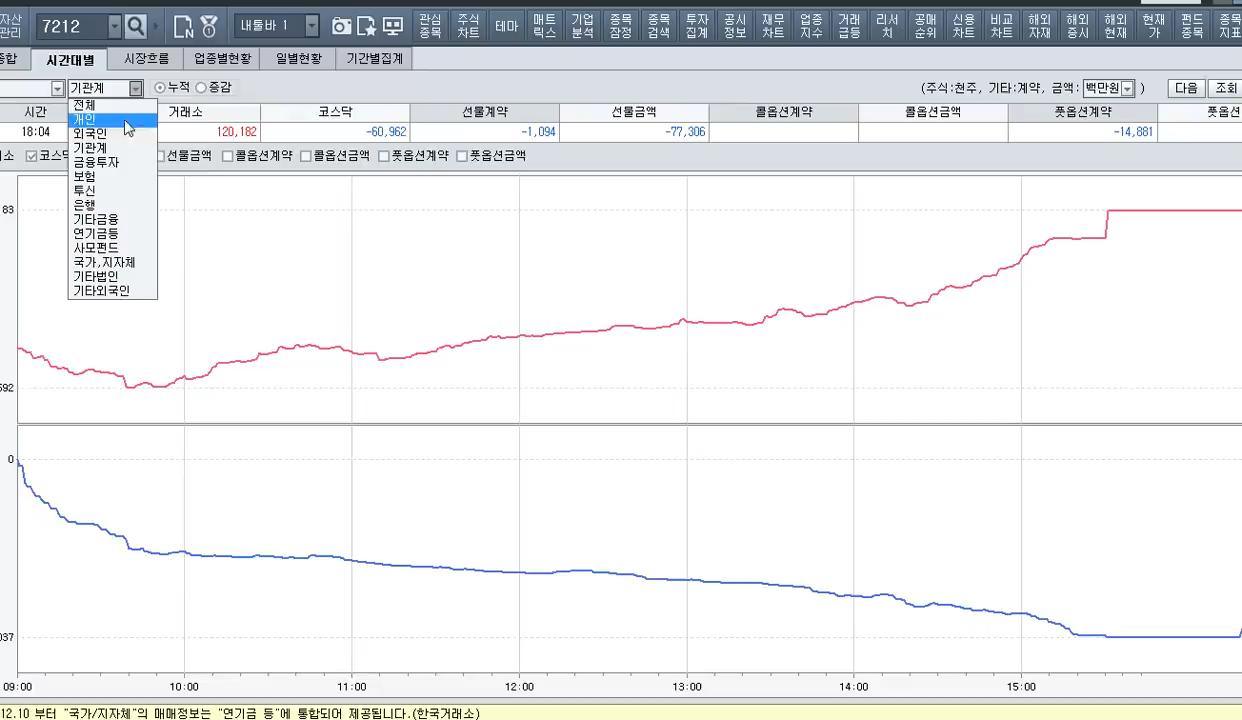 자산 7212 내툴바 1 관심 주식 테마 매트 기업 종목 종목 투자 공시 재무 업종 거래 리서 공매 신용 비교 해외 해외 해외 현재 펀드 종목
관리 종목 차트 릭스 분석 잠정 검색 집계 정보 차트 지수 급등 치 순위 차트 차트 자재 증시 현재 가 종목 지표
종합 시간대별 시장흐름 업종별현황 일별현황 기간별집계
기관계 누적 증감 (주식:천주, 기타:계약, 금액: 백만원 ) 다음 조회
시간 거래소 코스닥 선물계약 선물금액 콜옵션계약 콜옵션금액 풋옵션계약 풋옵션
18:04 120,182 -60,962 -1,094 -77,306 -14,881
소 코스닥 선물금액 콜옵션계약 콜옵션금액 풋옵션계약 풋옵션금액
전체
개인
외국인
기관계
금융투자
보험
투신
은행
기타금융
연기금등
사모펀드
국가,지자체
기타법인
기타외국인
83
592
0
037
09:00 10:00 11:00 12:00 13:00 14:00 15:00
12.10 부터 "국가/지자체"의 매매정보는 "연기금 등"에 통합되어 제공됩니다.(한국거래소)